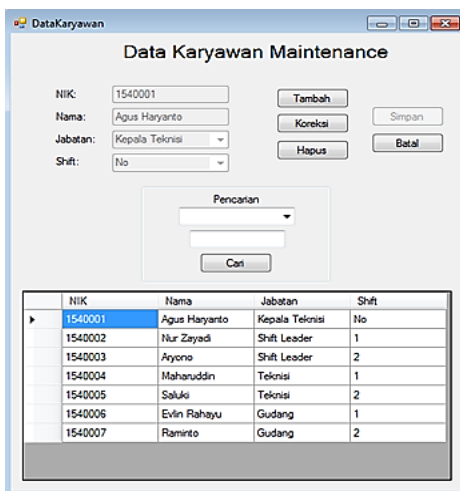 DataKaryawan
Data Karyawan Maintenance
NIK: 1540001
Nama: Agus Haryanto
Jabatan: Kepala Teknisi
Shift: No
Tambah
Koreksi
Hapus
Simpan
Batal
Pencarian
Cari
NIK Nama Jabatan Shift
1540001 Agus Haryanto Kepala Teknisi No
1540002 Nur Zayadi Shift Leader 1
1540003 Aryono Shift Leader 2
1540004 Maharuddin Teknisi 1
1540005 Saluki Teknisi 2
1540006 Evlin Rahayu Gudang 1
1540007 Raminto Gudang 2